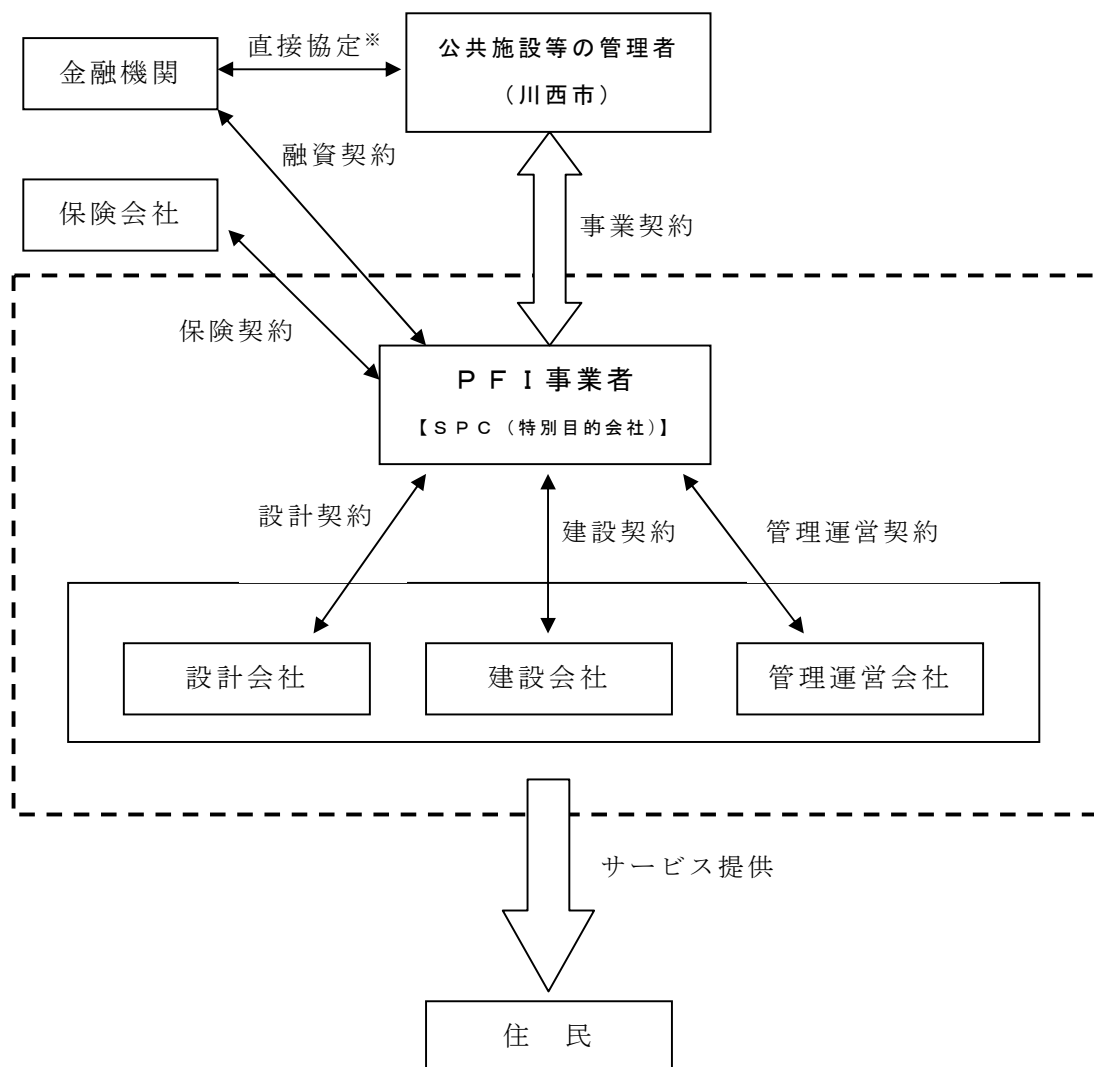 直接協定※
金融機関
公共施設等の管理者
（川西市）
融資契約
保険会社
事業契約
保険契約
ＰＦＩ事業者
【ＳＰＣ（特別目的会社）】
設計契約
建設契約
管理運営契約
設計会社
建設会社
管理運営会社
サービス提供
住　民